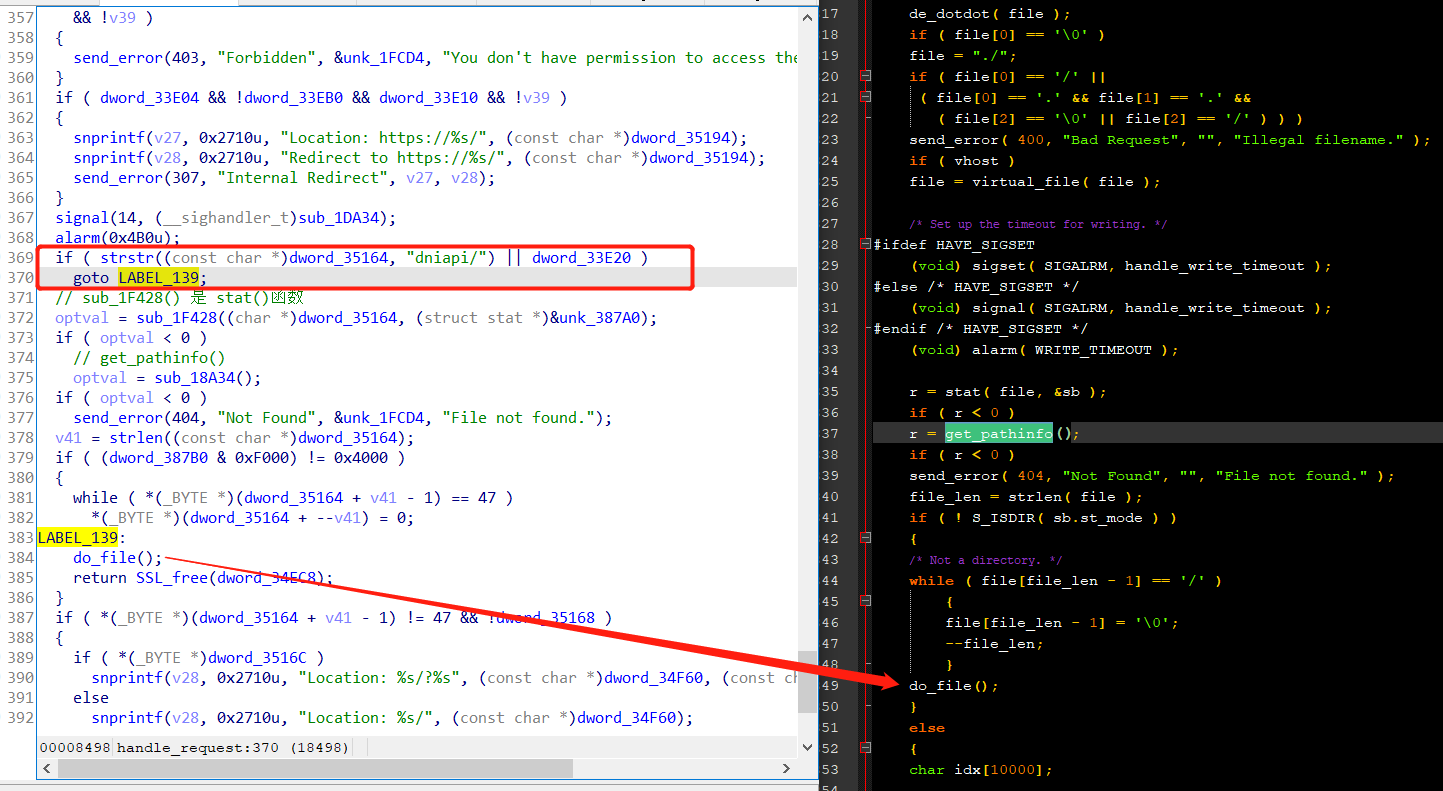 357 && !v39 )
358 {
359 send_error(403, "Forbidden", &unk_1FCD4, "You don't have permission to access the
360 }
361 if ( dword_33E04 && !dword_33EB0 && dword_33E10 && !v39 )
362 {
363 snprintf(v27, 0x2710u, "Location: https://%s/", (const char *)dword_35194);
364 snprintf(v28, 0x2710u, "Redirect to https://%s/", (const char *)dword_35194);
365 send_error(307, "Internal Redirect", v27, v28);
366 }
367 signal(14, (__sighandler_t)sub_1DA34);
368 alarm(0x4B0u);
369 if ( strstr((const char *)dword_35164, "dniapi/") || dword_33E20 )
370 goto LABEL_139;
371 // sub_1F428() 是 stat()函数
372 optval = sub_1F428((char *)dword_35164, (struct stat *)&unk_387A0);
373 if ( optval < 0 )
374 // get_pathinfo()
375 optval = sub_18A34();
376 if ( optval < 0 )
377 send_error(404, "Not Found", &unk_1FCD4, "File not found.");
378 v41 = strlen((const char *)dword_35164);
379 if ( (dword_387B0 & 0xF000) != 0x4000 )
380 {
381 while ( *(_BYTE *)(dword_35164 + v41 - 1) == 47 )
382 *(_BYTE *)(dword_35164 + --v41) = 0;
383 LABEL_139:
384 do_file();
385 return SSL_free(dword_34EC8);
386 }
387 if ( *(_BYTE *)(dword_35164 + v41 - 1) != 47 && !dword_35168 )
388 {
389 if ( *(_BYTE *)dword_3516C )
390 snprintf(v28, 0x2710u, "Location: %s/?%s", (const char *)dword_34F60, (const ch
391 else
392 snprintf(v28, 0x2710u, "Location: %s/", (const char *)dword_34F60);
00008498 handle_request:370 (18498)
17 de_dotdot( file );
18 if ( file[0] == '\0' )
19 file = "./";
20 if ( file[0] == '/' ||
21 ( file[0] == '.' && file[1] == '.' &&
22 ( file[2] == '\0' || file[2] == '/' ) ) )
23 send_error( 400, "Bad Request", "", "Illegal filename." );
24 if ( vhost )
25 file = virtual_file( file );
26
27 /* Set up the timeout for writing. */
28 #ifdef HAVE_SIGSET
29 (void) sigset( SIGALRM, handle_write_timeout );
30 #else /* HAVE_SIGSET */
31 (void) signal( SIGALRM, handle_write_timeout );
32 #endif /* HAVE_SIGSET */
33 (void) alarm( WRITE_TIMEOUT );
34
35 r = stat( file, &sb );
36 if ( r < 0 )
37 r = get_pathinfo();
38 if ( r < 0 )
39 send_error( 404, "Not Found", "", "File not found." );
40 file_len = strlen( file );
41 if ( ! S_ISDIR( sb.st_mode ) )
42 {
43 /* Not a directory. */
44 while ( file[file_len - 1] == '/' )
45 {
46 file[file_len - 1] = '\0';
47 --file_len;
48 }
49 do_file();
50 }
51 else
52 {
53 char idx[10000];
54